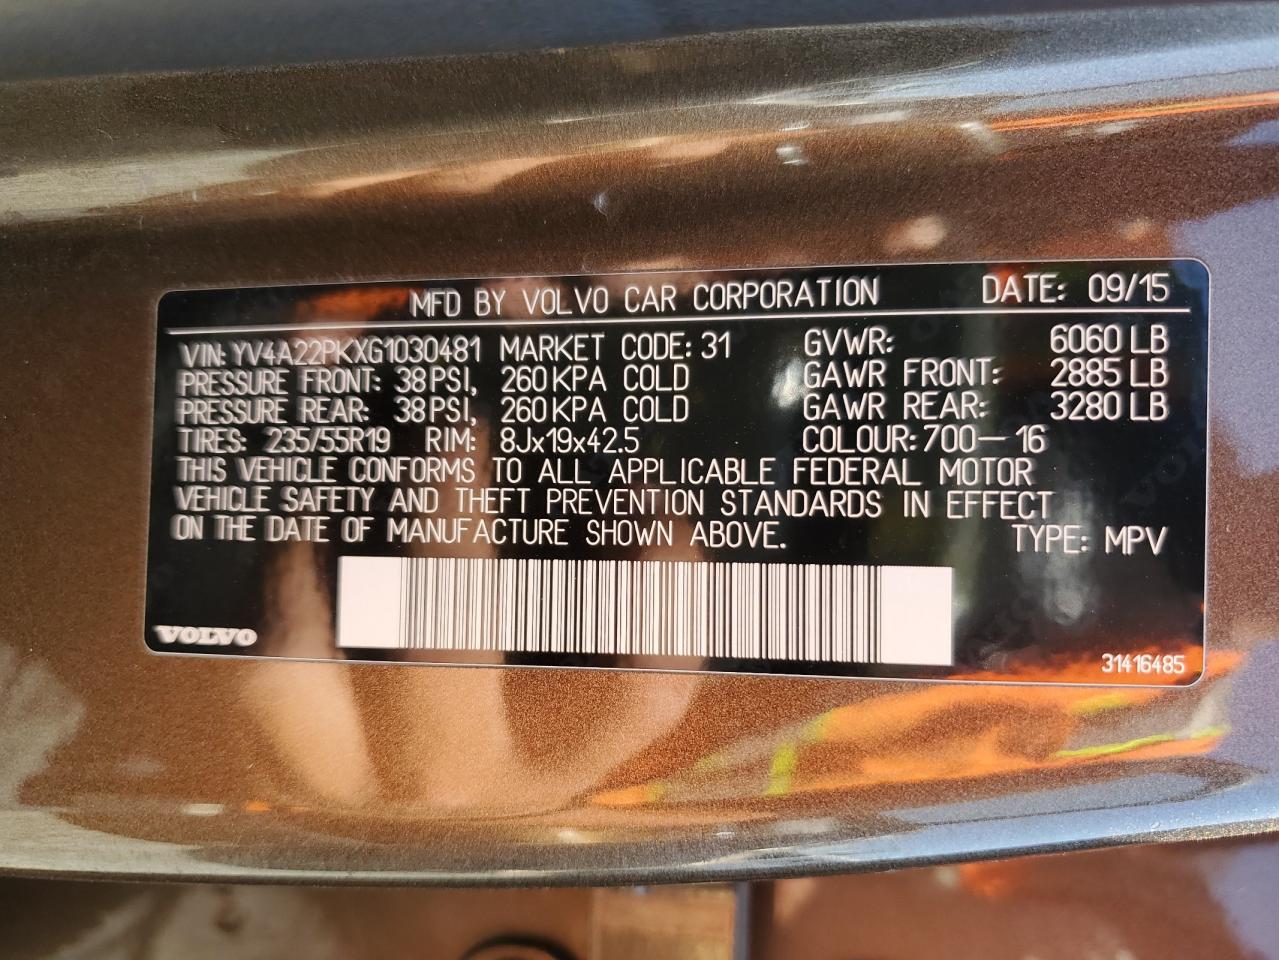 MFD BY VOLVO CAR CORPORATION DATE: 09/15
VIN: YV4A22PKXG1030481 MARKET CODE: 31 GVWR: 6060 LB
PRESSURE FRONT: 38 PSI, 260 KPA COLD GAWR FRONT: 2885 LB
PRESSURE REAR: 38 PSI, 260 KPA COLD GAWR REAR: 3280 LB
TIRES: 235/55R19 RIM: 8Jx19x42.5 COLOUR: 700-16
THIS VEHICLE CONFORMS TO ALL APPLICABLE FEDERAL MOTOR
VEHICLE SAFETY AND THEFT PREVENTION STANDARDS IN EFFECT
ON THE DATE OF MANUFACTURE SHOWN ABOVE. TYPE: MPV
VOLVO
31416485